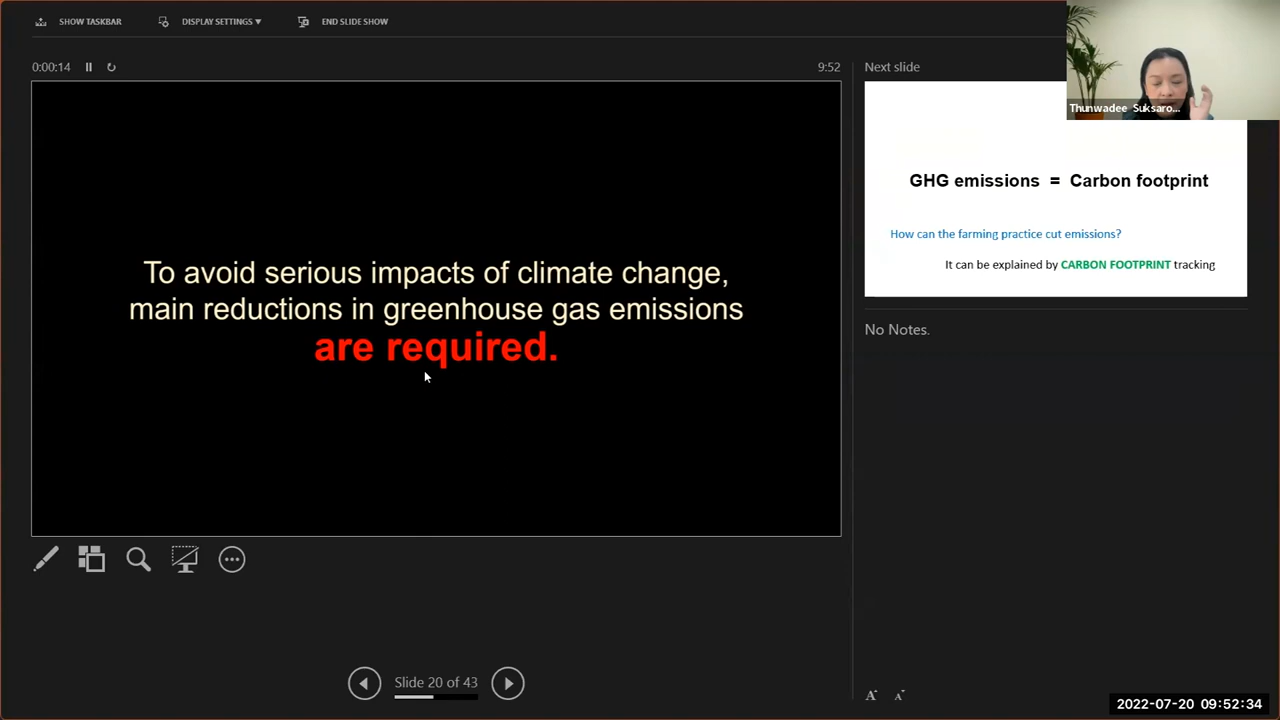 SHOW TASKBAR
DISPLAY SETTINGS ▼
END SLIDE SHOW
0:00:14
9:52
Next slide
Thunwadee Suksaro...
To avoid serious impacts of climate change,
main reductions in greenhouse gas emissions
are required.
GHG emissions = Carbon footprint
How can the farming practice cut emissions?
It can be explained by CARBON FOOTPRINT tracking
No Notes.
Slide 20 of 43
A A
2022-07-20 09:52:34